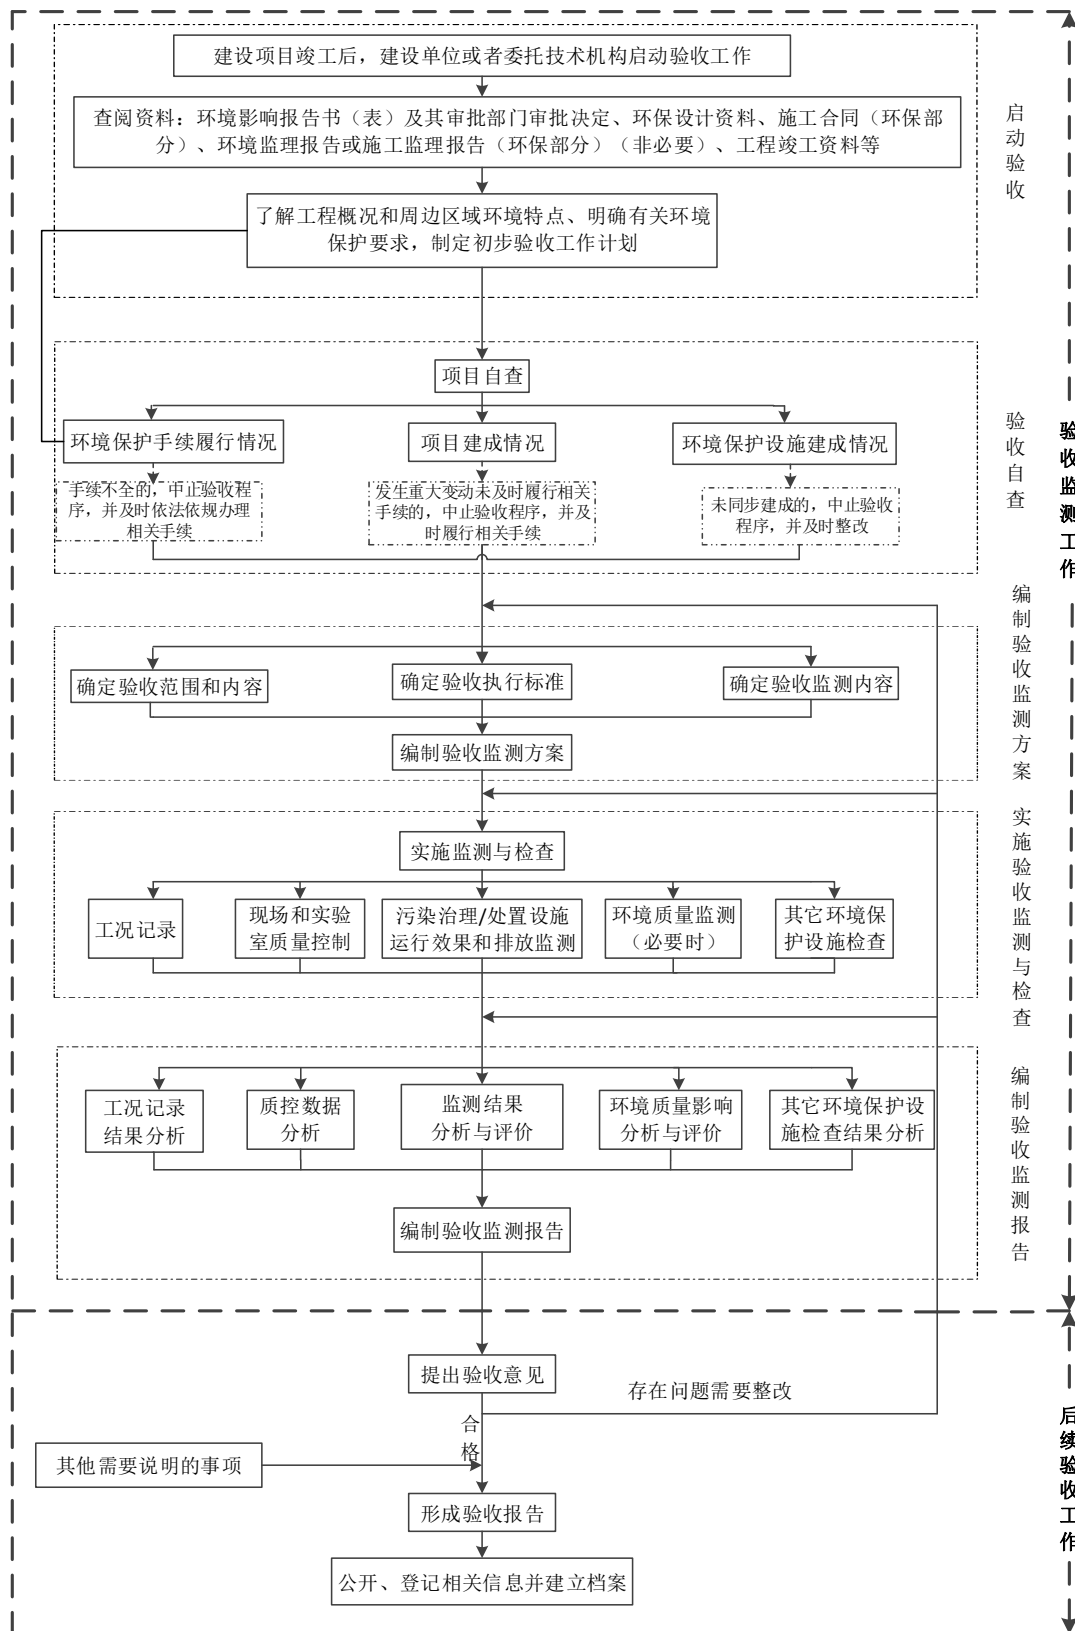 建设项目竣工后，建设单位或者委托技术机构启动验收工作
查阅资料：环境影响报告书（表）及其审批部门审批决定、环保设计资料、施工合同（环保部
分）、环境监理报告或施工监理报告（环保部分）（非必要）、工程竣工资料等
了解工程概况和周边区域环境特点、明确有关环境
保护要求，制定初步验收工作计划
启动验收
项目自查
环境保护手续履行情况
项目建成情况
环境保护设施建成情况
手续不全的，中止验收程
序，并及时依法依规办理
相关手续
发生重大变动未及时履行相关
手续的，中止验收程序，并及
时履行相关手续
未同步建成的，中止验收
程序，并及时整改
验收自查
验收监测工作
确定验收范围和内容
确定验收执行标准
确定验收监测内容
编制验收监测方案
编制验收监测方案
实施监测与检查
工况记录
现场和实验
室质量控制
污染治理/处置设施
运行效果和排放监测
环境质量监测
（必要时）
其它环境保
护设施检查
实施验收监测与检查
工况记录
结果分析
质控数据
分析
监测结果
分析与评价
环境质量影响
分析与评价
其它环境保护设
施检查结果分析
编制验收监测报告
编制验收监测报告
提出验收意见
存在问题需要整改
合格
其他需要说明的事项
形成验收报告
公开、登记相关信息并建立档案
后续验收工作